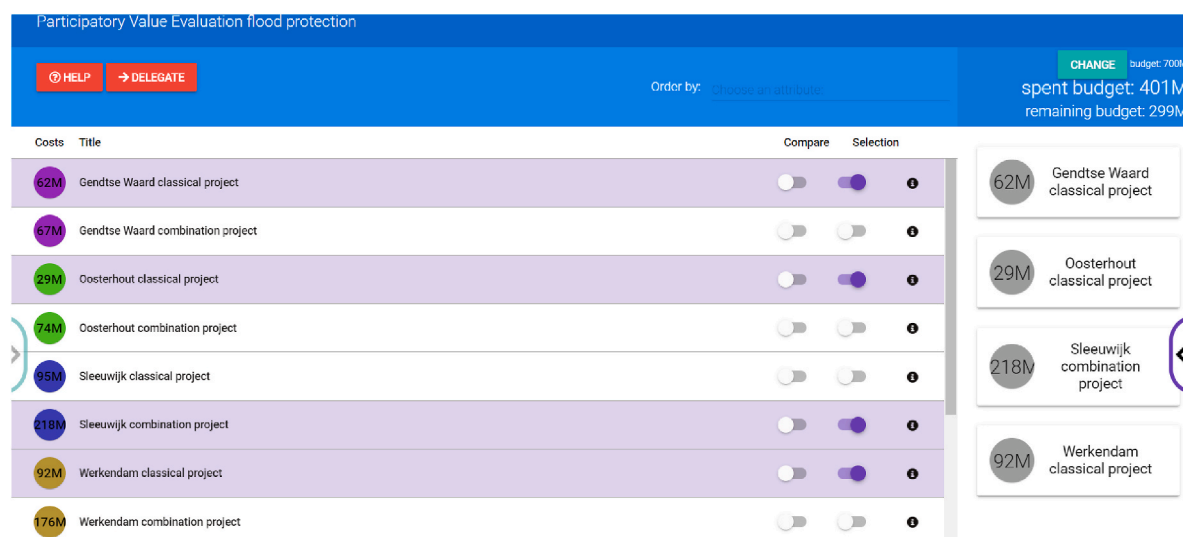 Participatory Value Evaluation flood protection
HELP
DELEGATE
Order by:
Choose an attribute:
CHANGE
budget: 700M
spent budget: 401M
remaining budget: 299M
Costs Title Compare Selection
62M Gendtse Waard classical project
67M Gendtse Waard combination project
29M Oosterhout classical project
74M Oosterhout combination project
95M Sleeuwijk classical project
218M Sleeuwijk combination project
92M Werkendam classical project
176M Werkendam combination project
62M
Gendtse Waard
classical project
29M
Oosterhout
classical project
218M
Sleeuwijk
combination
project
92M
Werkendam
classical project